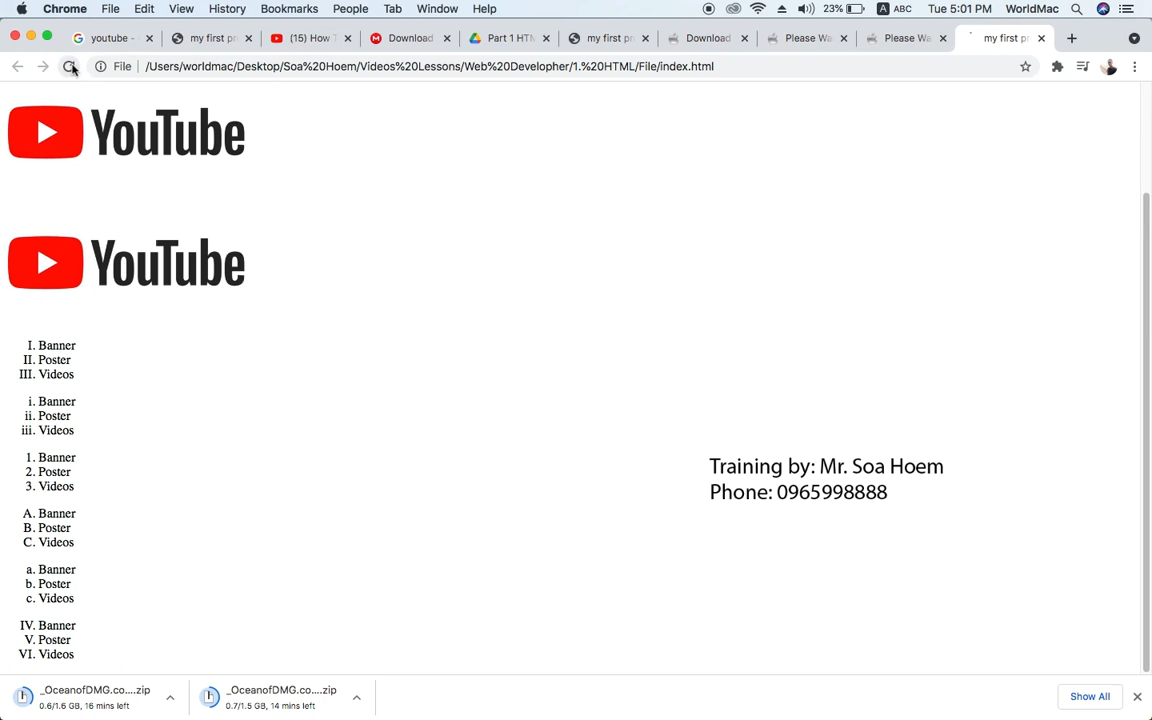 Chrome File Edit View History Bookmarks People Tab Window Help 23% A ABC Tue 5:01 PM WorldMac
youtube - my first pr (15) How T Download Part 1 HTM my first pr Download Please Wa Please Wa my first pr
File /Users/worldmac/Desktop/Soa%20Hoem/Videos%20Lessons/Web%20Developher/1.%20HTML/File/index.html
YouTube
YouTube
I. Banner
II. Poster
III. Videos
i. Banner
ii. Poster
iii. Videos
1. Banner
2. Poster
3. Videos
A. Banner
B. Poster
C. Videos
a. Banner
b. Poster
c. Videos
IV. Banner
V. Poster
VI. Videos
Training by: Mr. Soa Hoem
Phone: 0965998888
_OceanofDMG.co....zip _OceanofDMG.co....zip Show All
0.6/1.6 GB, 16 mins left 0.7/1.5 GB, 14 mins left